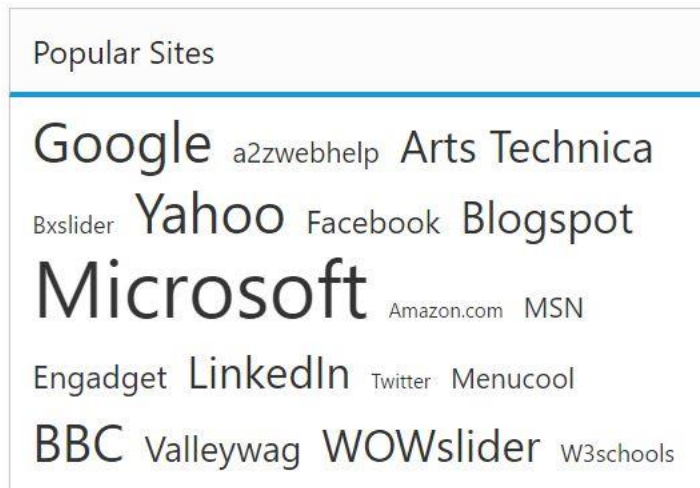 Popular Sites
Google a2zwebhelp Arts Technica
Bxslider Yahoo Facebook Blogspot
Microsoft Amazon.com MSN
Engadget LinkedIn Twitter Menucool
BBC Valleywag WOWslider W3schools